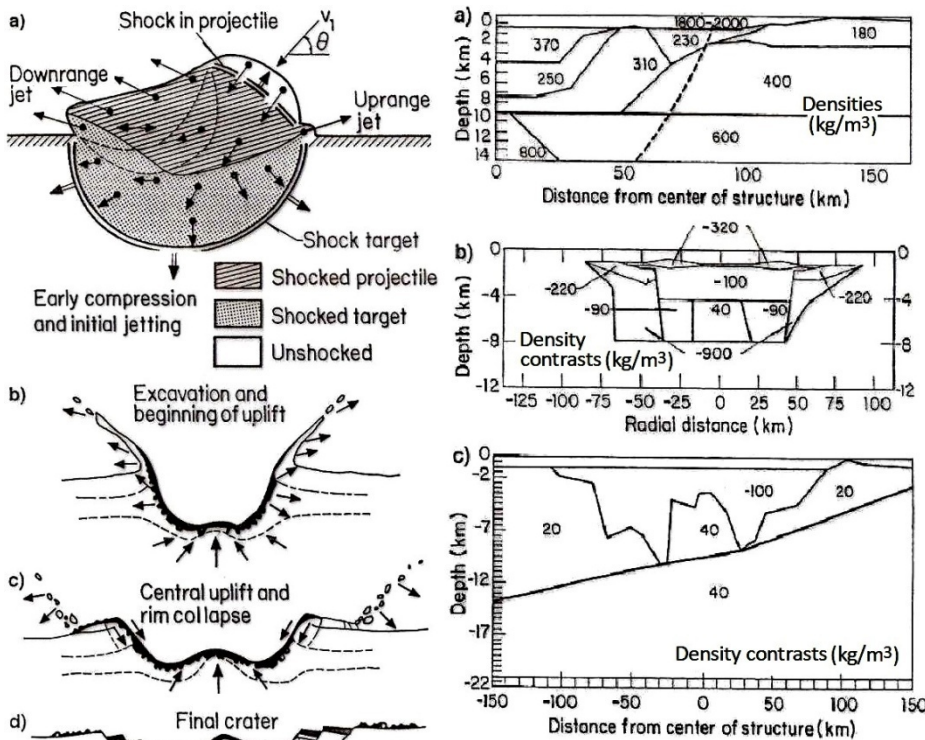 a)
Shock in projectile
V1
θ
Downrange
jet
Uprange
jet
Shock target
Early compression
and initial jetting
Shocked projectile
Shocked target
Unshocked
b)
Excavation and
beginning of uplift
c)
Central uplift and
rim collapse
d)
Final crater
a)
0
2
4
6
8
10
12
14
Depth (km)
1800-2000
370
230
180
310
250
400
Densities
(kg/m3)
600
800
0
50
100
150
Distance from center of structure (km)
b)
-320
0
-4
-8
-12
Depth (km)
0
-4
-8
-12
-100
-220
-220
-90
40
-90
-900
Density
contrasts (kg/m3)
-125
-100
-75
-50
-25
0
25
50
75
100
Radial distance (km)
c)
0
-2
-7
-12
-17
-22
Depth (km)
-100
20
20
40
40
Density contrasts (kg/m3)
-150
-100
-50
0
50
100
150
Distance from center of structure (km)